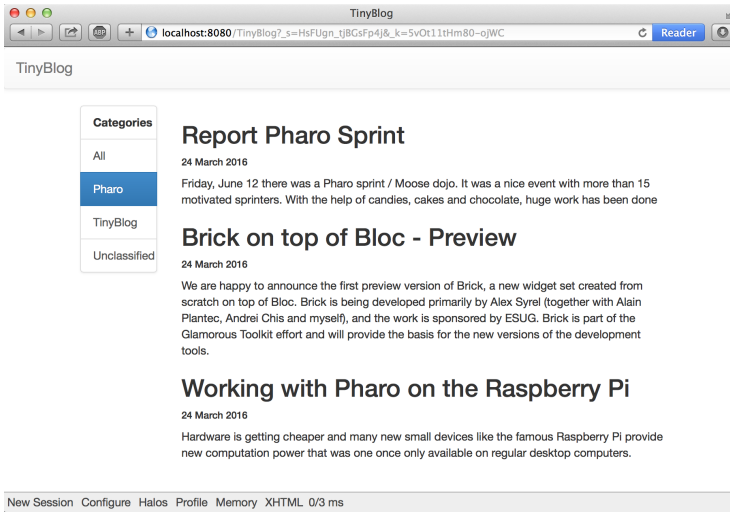 TinyBlog
ABP
localhost:8080/TinyBlog?_s=HsFUgn_tjBGsFp4j&_k=5vOt11tHm80-ojWC
Reader
TinyBlog
Categories
All
Pharo
TinyBlog
Unclassified
Report Pharo Sprint
24 March 2016
Friday, June 12 there was a Pharo sprint / Moose dojo. It was a nice event with more than 15
motivated sprinters. With the help of candies, cakes and chocolate, huge work has been done
Brick on top of Bloc - Preview
24 March 2016
We are happy to announce the first preview version of Brick, a new widget set created from
scratch on top of Bloc. Brick is being developed primarily by Alex Syrel (together with Alain
Plantec, Andrei Chis and myself), and the work is sponsored by ESUG. Brick is part of the
Glamorous Toolkit effort and will provide the basis for the new versions of the development
tools.
Working with Pharo on the Raspberry Pi
24 March 2016
Hardware is getting cheaper and many new small devices like the famous Raspberry Pi provide
new computation power that was one once only available on regular desktop computers.
New Session Configure Halos Profile Memory XHTML 0/3 ms